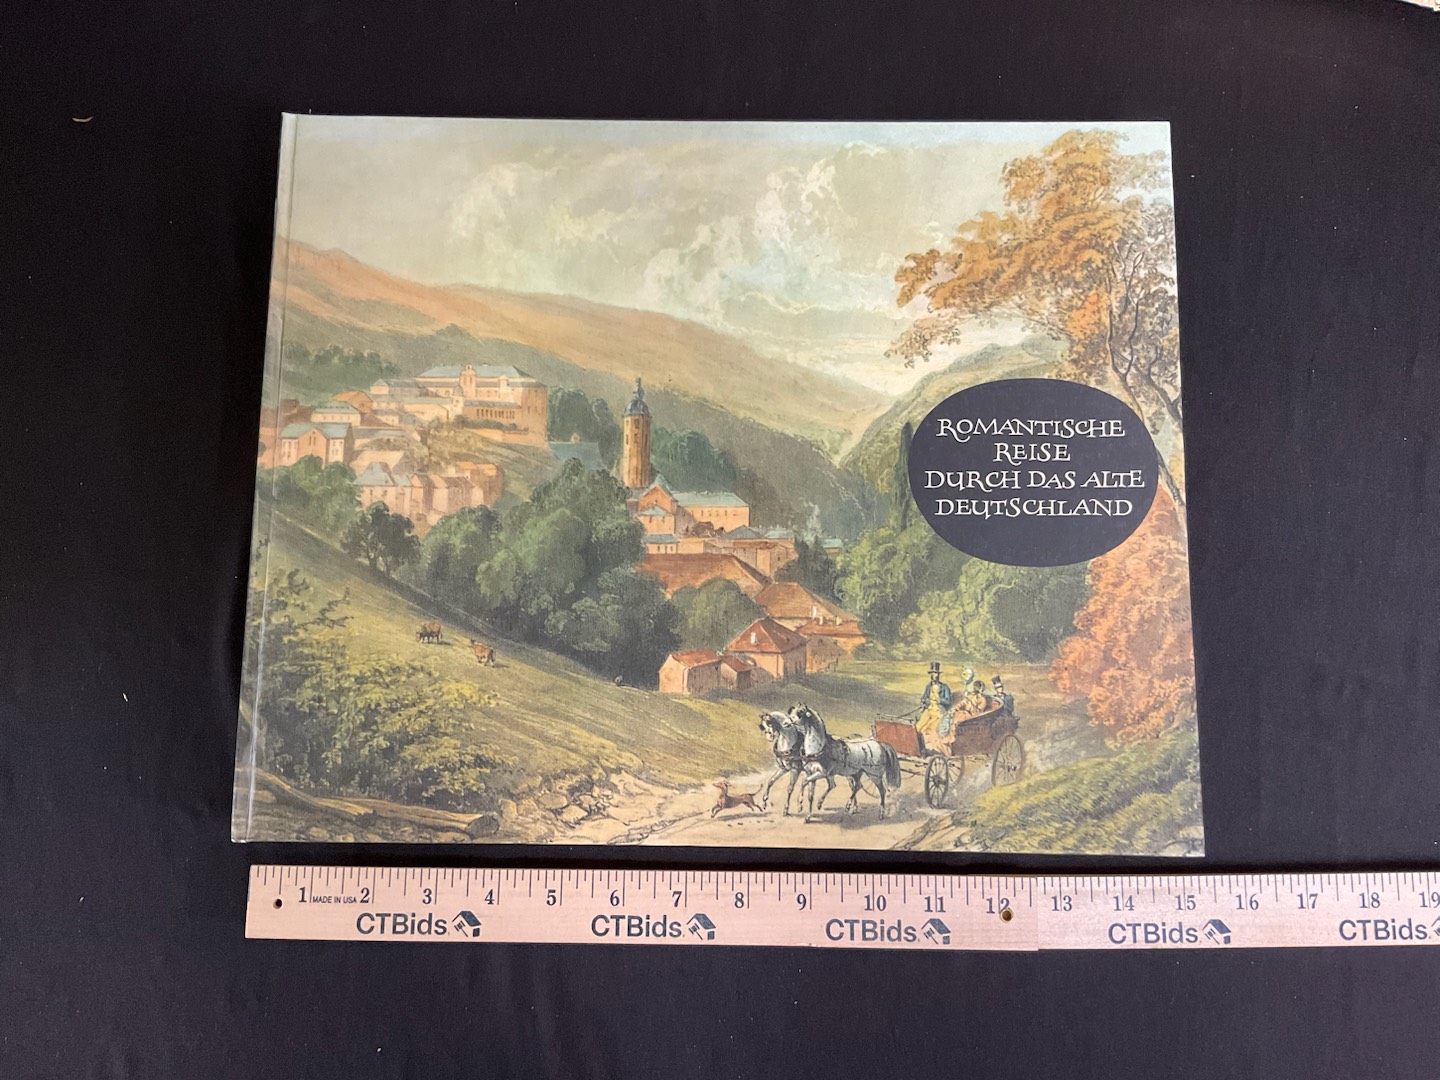 ROMANTISCHE
REISE
DURCH DAS ALTE
DEUTSCHLAND
1 MADE IN USA 2 3 4 5 6 7 8 9 10 11 12 13 14 15 16 17 18 19
CTBids CTBids CTBids CTBids CTBids